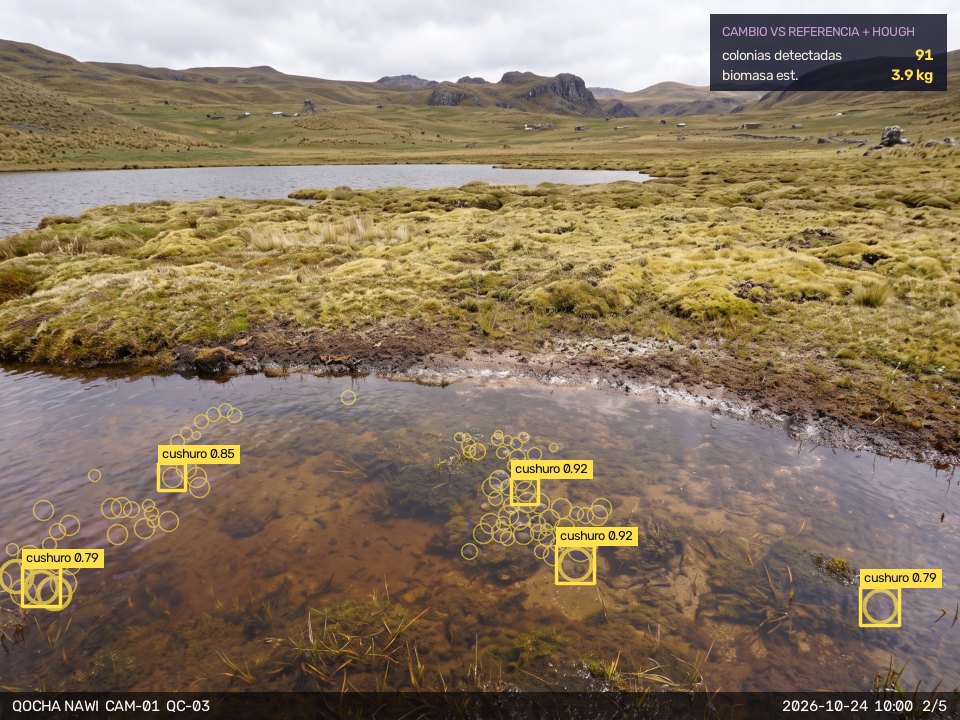 CAMBIO VS REFERENCIA + HOUGH
colonias detectadas 91
biomasa est. 3.9 kg
cushuro 0.85
cushuro 0.92
cushuro 0.92
cushuro 0.79
cushuro 0.79
QOCHA NAWI CAM-01 QC-03
2026-10-24 10:00 2/5